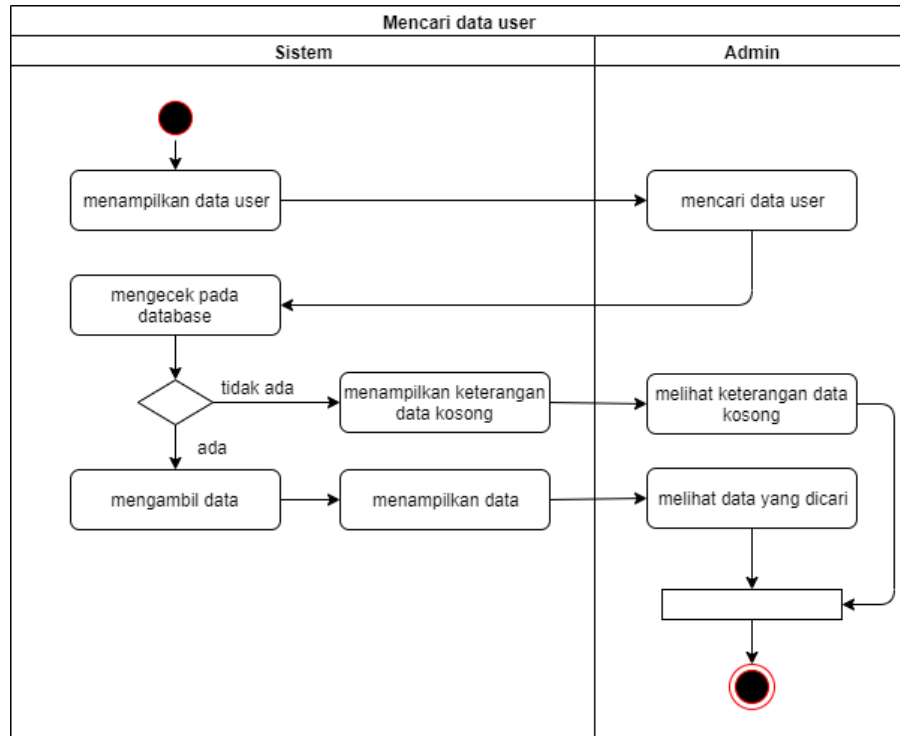 Mencari data user
Sistem
Admin
menampilkan data user
mencari data user
mengecek pada
database
tidak ada
menampilkan keterangan
data kosong
melihat keterangan data
kosong
ada
mengambil data
menampilkan data
melihat data yang dicari